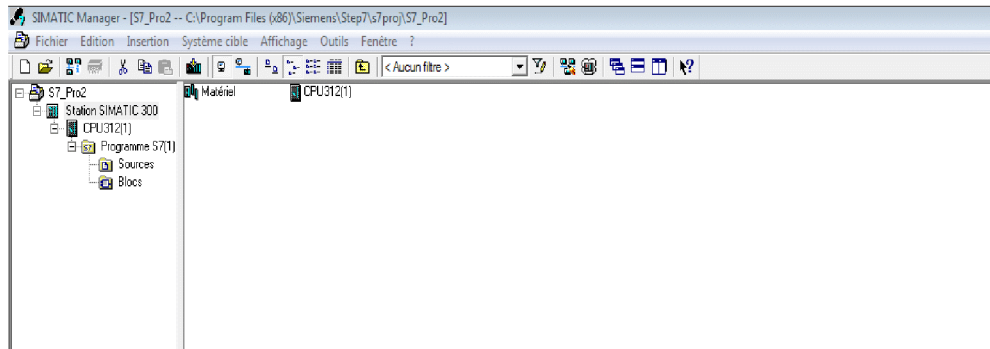 SIMATIC Manager - [S7_Pro2 -- C:\Program Files (x86)\Siemens\Step7\s7proj\S7_Pro2]
Fichier Edition Insertion Système cible Affichage Outils Fenêtre ?
< Aucun filtre >
S7_Pro2
Station SIMATIC 300
CPU312(1)
Programme S7(1)
Sources
Blocs
Matériel CPU312(1)